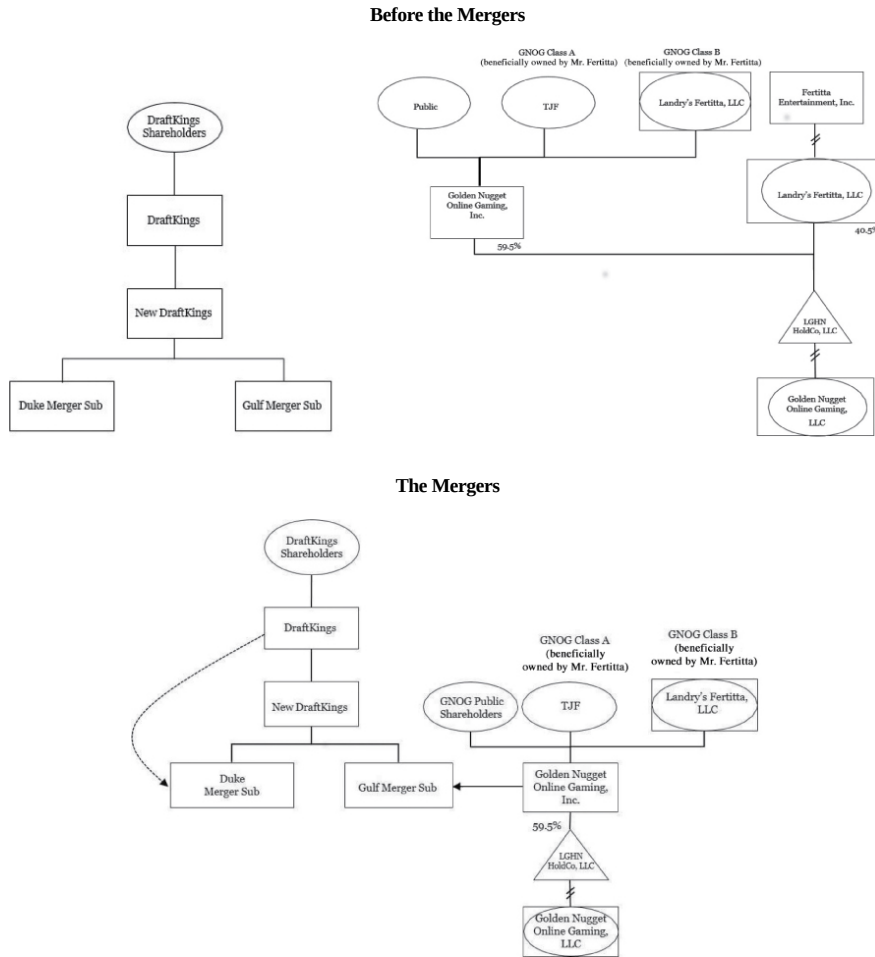 Before the Mergers
GNOG Class A
(beneficially owned by Mr. Fertitta)
GNOG Class B
(beneficially owned by Mr. Fertitta)
DraftKings
Shareholders
Public
TJF
Landry's Fertitta, LLC
Fertitta
Entertainment, Inc.
DraftKings
Golden Nugget
Online Gaming,
Inc.
Landry's Fertitta, LLC
59.5%
40.5%
New DraftKings
LGHN
HoldCo, LLC
Duke Merger Sub
Gulf Merger Sub
Golden Nugget
Online Gaming,
LLC
The Mergers
DraftKings
Shareholders
DraftKings
GNOG Class A
(beneficially
owned by Mr. Fertitta)
GNOG Class B
(beneficially
owned by Mr. Fertitta)
New DraftKings
GNOG Public
Shareholders
TJF
Landry's Fertitta,
LLC
Duke
Merger Sub
Gulf Merger Sub
Golden Nugget
Online Gaming,
Inc.
59.5%
LGHN
HoldCo, LLC
Golden Nugget
Online Gaming,
LLC